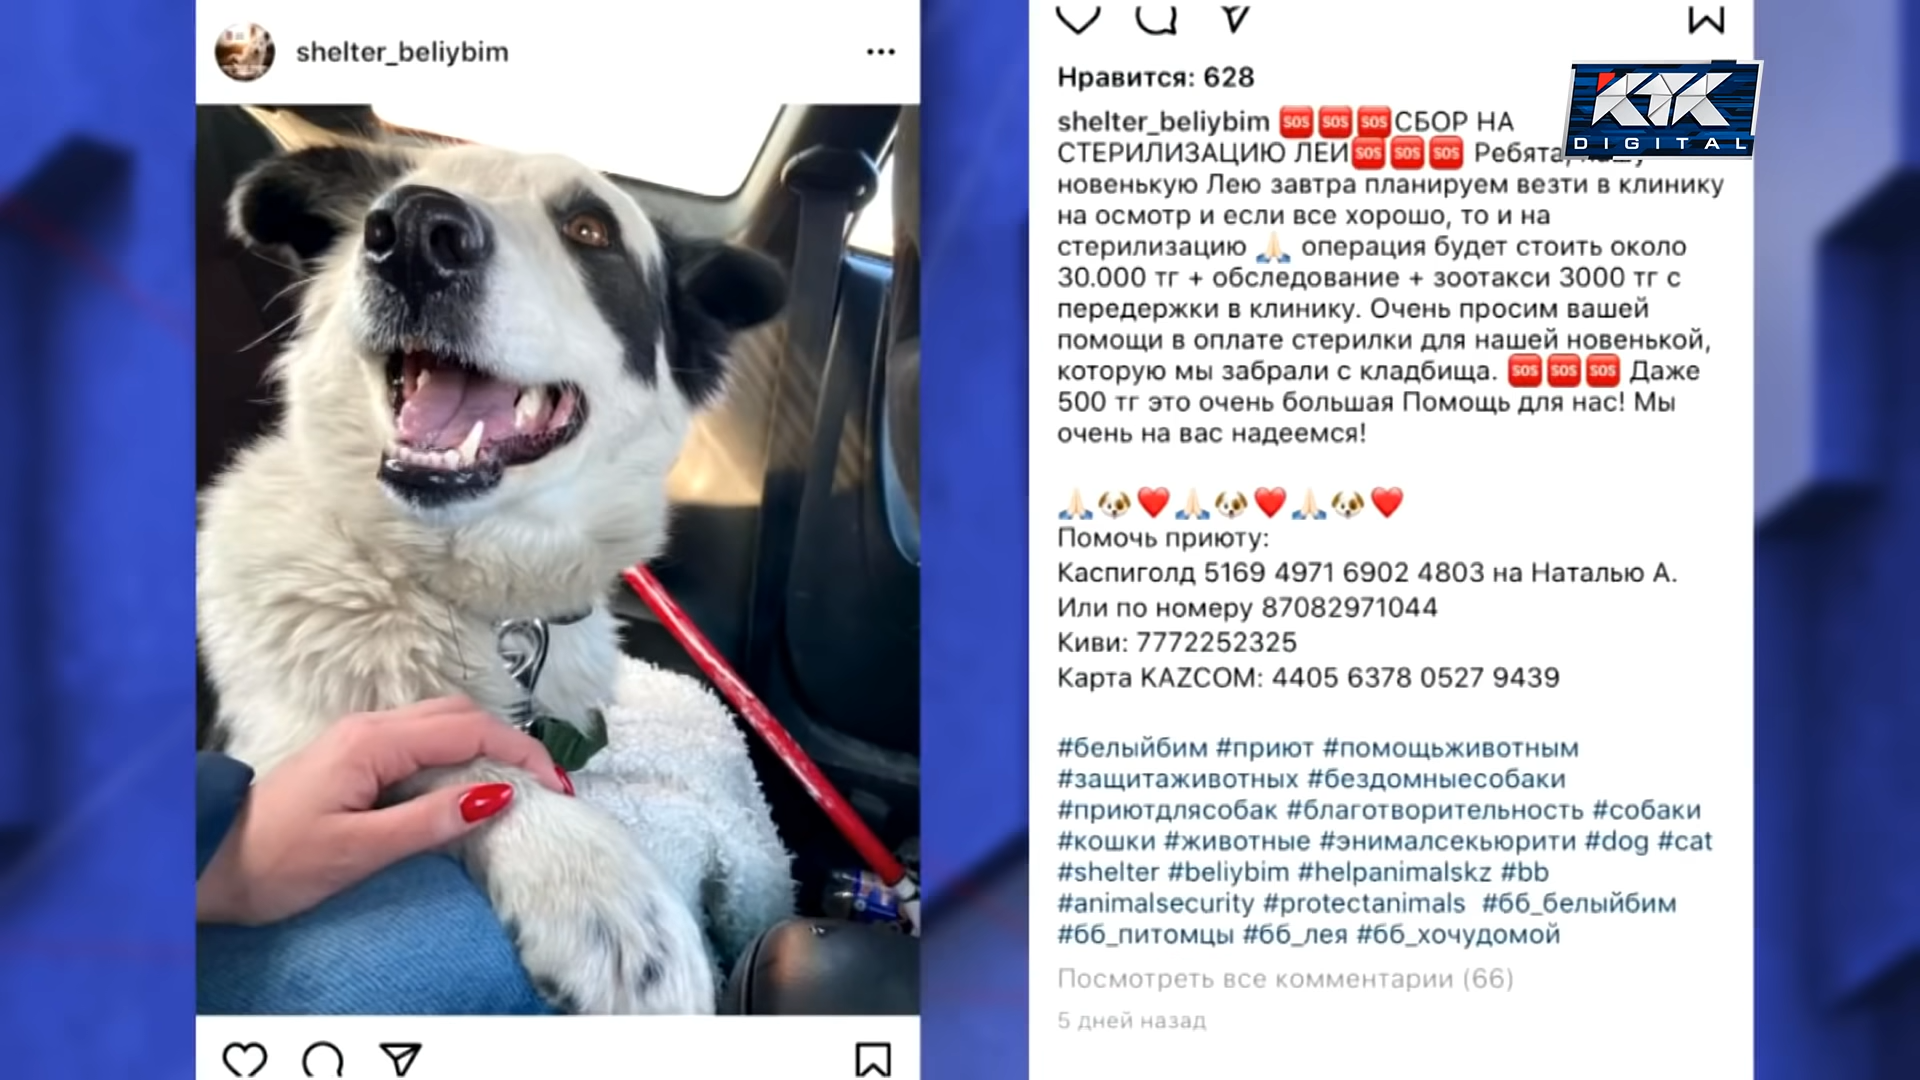 shelter_beliybim
Нравится: 628
KTK
DIGITAL
shelter_beliybim 🆘🆘🆘СБОР НА
СТЕРИЛИЗАЦИЮ ЛЕИ🆘🆘🆘 Ребята,
новенькую Лею завтра планируем везти в клинику
на осмотр и если все хорошо, то и на
стерилизацию 🙏🏻 операция будет стоить около
30.000 тг + обследование + зоотакси 3000 тг с
передержки в клинику. Очень просим вашей
помощи в оплате стерилки для нашей новенькой,
которую мы забрали с кладбища. 🆘🆘🆘 Даже
500 тг это очень большая Помощь для нас! Мы
очень на вас надеемся!
🙏🏻🐶❤️🙏🏻🐶❤️🙏🏻🐶❤️
Помочь приюту:
Каспиголд 5169 4971 6902 4803 на Наталью А.
Или по номеру 87082971044
Киви: 7772252325
Карта KAZCOM: 4405 6378 0527 9439
#белыйбим #приют #помощьживотным
#защитаживотных #бездомныесобаки
#приютдлясобак #благотворительность #собаки
#кошки #животные #энималсекьюрити #dog #cat
#shelter #beliybim #helpanimalskz #bb
#animalsecurity #protectanimals #бб_белыйбим
#бб_питомцы #бб_лея #бб_хочудомой
Посмотреть все комментарии (66)
5 дней назад